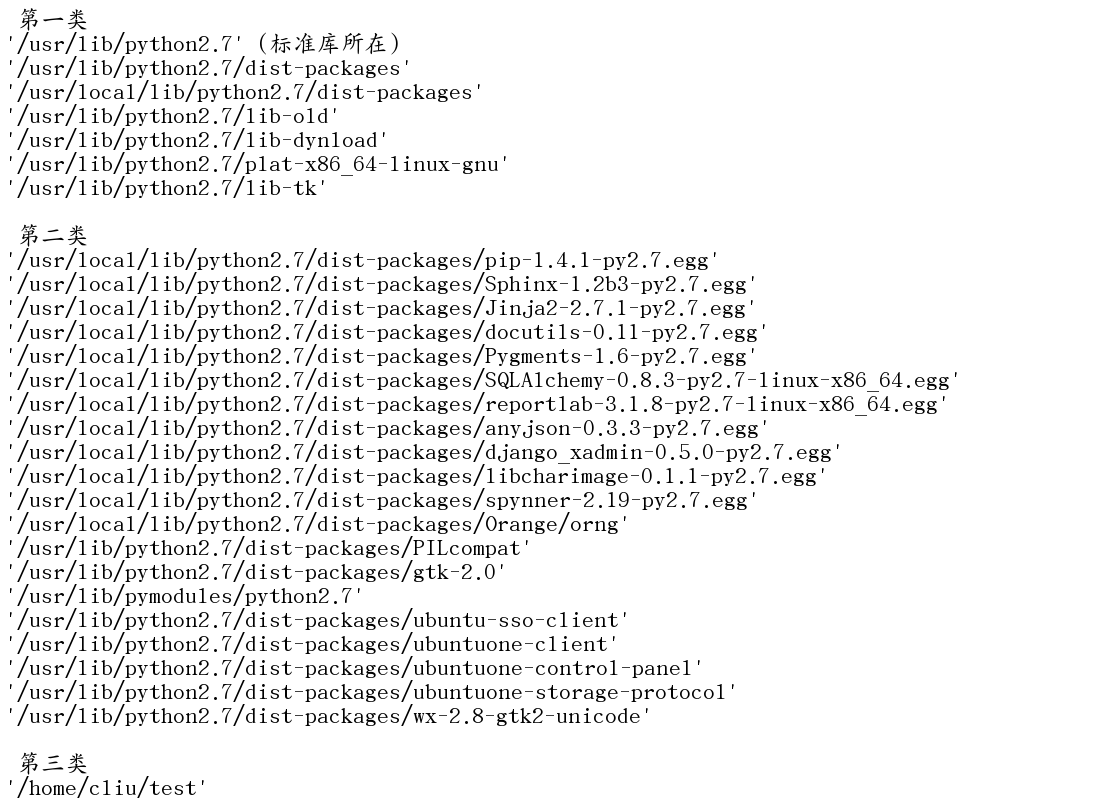 第一类
'/usr/lib/python2.7' (标准库所在)
'/usr/lib/python2.7/dist-packages'
'/usr/local/lib/python2.7/dist-packages'
'/usr/lib/python2.7/lib-old'
'/usr/lib/python2.7/lib-dynload'
'/usr/lib/python2.7/plat-x86_64-linux-gnu'
'/usr/lib/python2.7/lib-tk'
第二类
'/usr/local/lib/python2.7/dist-packages/pip-1.4.1-py2.7.egg'
'/usr/local/lib/python2.7/dist-packages/Sphinx-1.2b3-py2.7.egg'
'/usr/local/lib/python2.7/dist-packages/Jinja2-2.7.1-py2.7.egg'
'/usr/local/lib/python2.7/dist-packages/docutils-0.11-py2.7.egg'
'/usr/local/lib/python2.7/dist-packages/Pygments-1.6-py2.7.egg'
'/usr/local/lib/python2.7/dist-packages/SQLAlchemy-0.8.3-py2.7-linux-x86_64.egg'
'/usr/local/lib/python2.7/dist-packages/reportlab-3.1.8-py2.7-linux-x86_64.egg'
'/usr/local/lib/python2.7/dist-packages/anyjson-0.3.3-py2.7.egg'
'/usr/local/lib/python2.7/dist-packages/django_xadmin-0.5.0-py2.7.egg'
'/usr/local/lib/python2.7/dist-packages/libcharimage-0.1.1-py2.7.egg'
'/usr/local/lib/python2.7/dist-packages/spynner-2.19-py2.7.egg'
'/usr/local/lib/python2.7/dist-packages/Orange/orng'
'/usr/lib/python2.7/dist-packages/PILcompat'
'/usr/lib/python2.7/dist-packages/gtk-2.0'
'/usr/lib/pymodules/python2.7'
'/usr/lib/python2.7/dist-packages/ubuntu-sso-client'
'/usr/lib/python2.7/dist-packages/ubuntuone-client'
'/usr/lib/python2.7/dist-packages/ubuntuone-control-panel'
'/usr/lib/python2.7/dist-packages/ubuntuone-storage-protocol'
'/usr/lib/python2.7/dist-packages/wx-2.8-gtk2-unicode'
第三类
'/home/cliu/test'